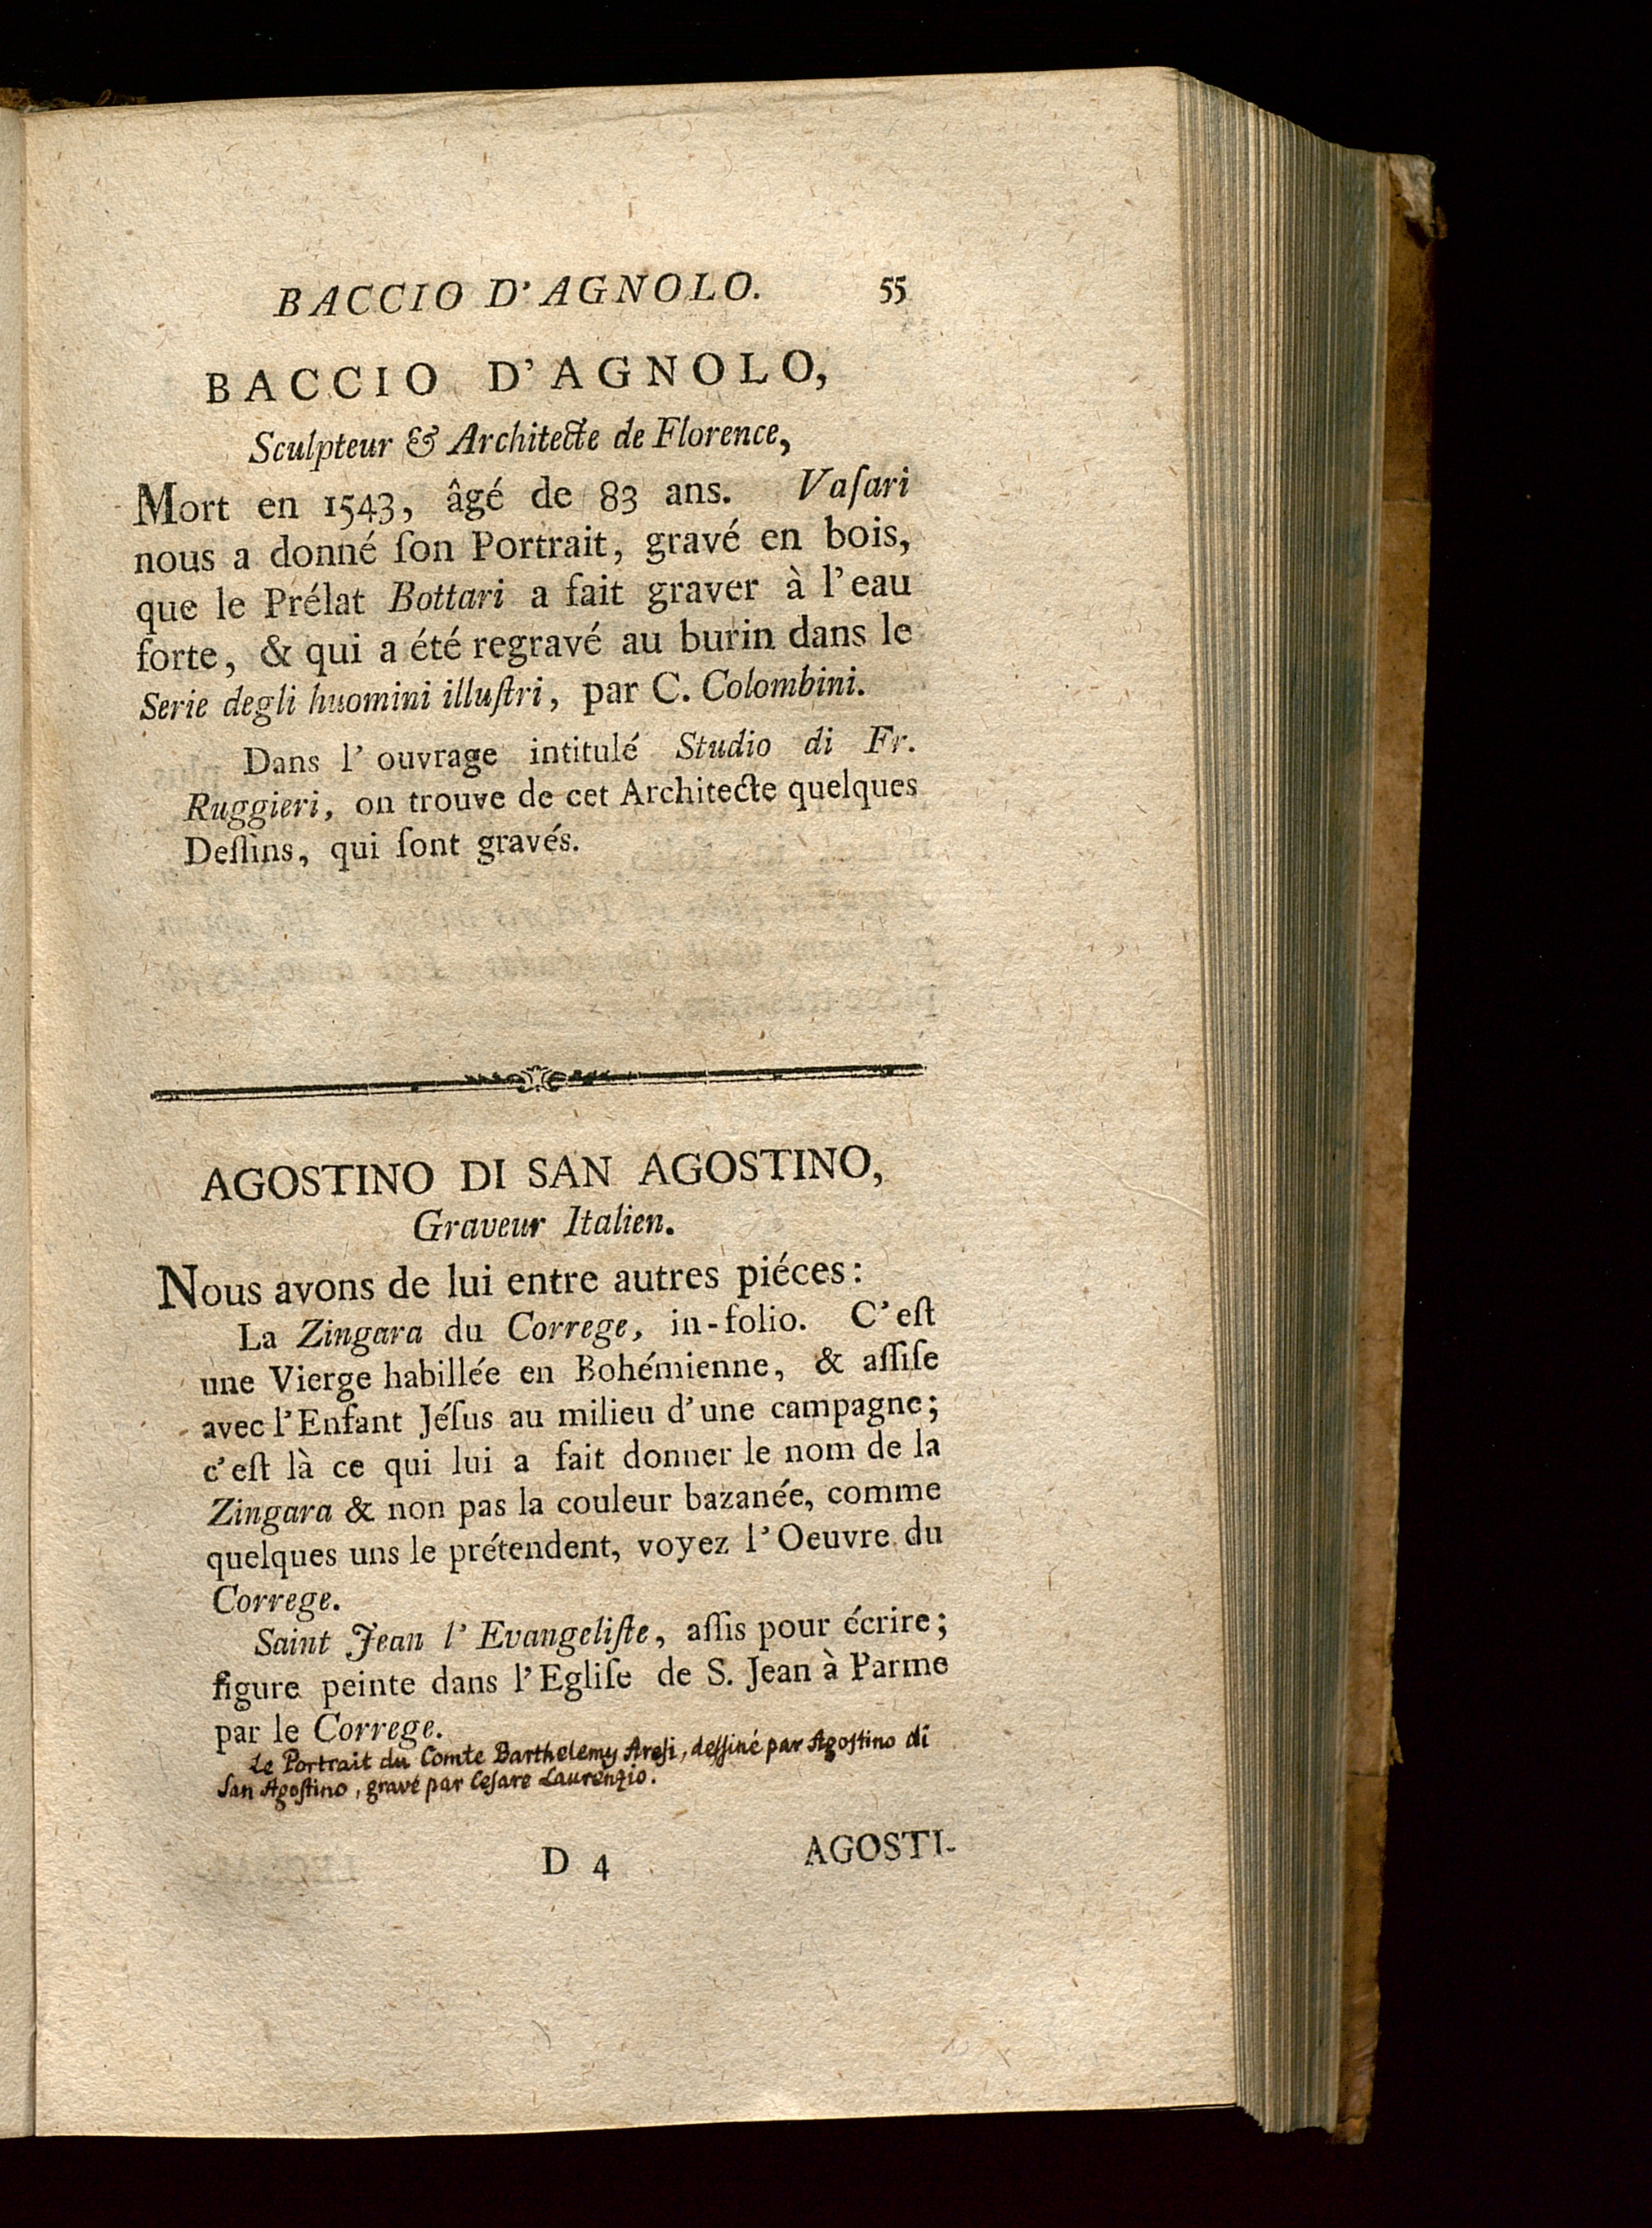 BACCIO D'AGNOLO. 55
BACCIO D'AGNOLO,
Sculpteur & Architecte de Florence,
Mort en 1543, âgé de 83 ans. Vaſari
nous a donné ſon Portrait, gravé en bois,
que le Prélat Bottari a fait graver à l'eau
forte, & qui a été regravé au burin dans le
Serie degli huomini illuſtri, par C. Colombini.
Dans l'ouvrage intitulé Studio di Fr.
Ruggieri, on trouve de cet Architecte quelques
Deſſins, qui ſont gravés.
AGOSTINO DI SAN AGOSTINO,
Graveur Italien.
Nous avons de lui entre autres piéces:
La Zingara du Correge, in-folio. C'eſt
une Vierge habillée en Bohémienne, & aſſiſe
avec l'Enfant Jéſus au milieu d'une campagne;
c'eſt là ce qui lui a fait donner le nom de la
Zingara & non pas la couleur bazanée, comme
quelques uns le prétendent, voyez l'Oeuvre du
Correge.
Saint Jean l'Evangeliſte, aſſis pour écrire;
figure peinte dans l'Egliſe de S. Jean à Parme
par le Correge.
Le Portrait du Comte Barthelemy Areſi, deſſiné par Agoſtino di
San Agoſtino, gravé par Ceſare Laurenzio.
D 4 AGOSTI-